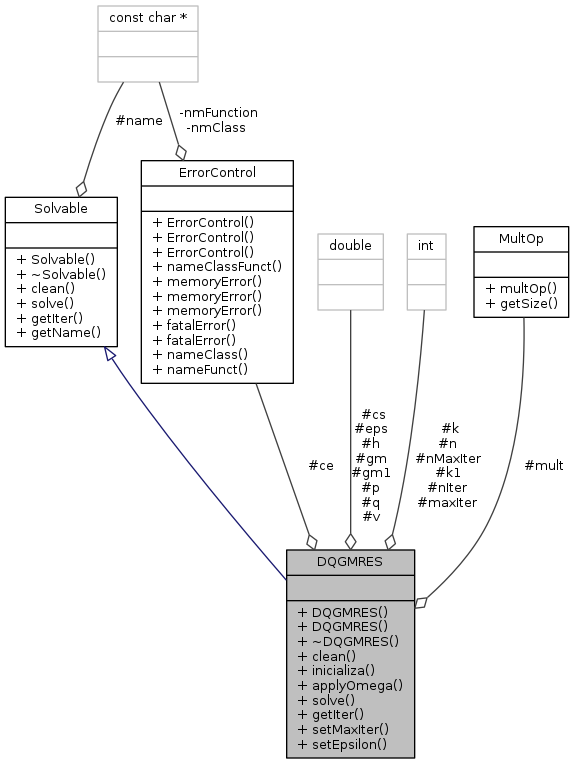 const char *
#name
-nmFunction
-nmClass
ErrorControl
+ ErrorControl()
+ ErrorControl()
+ ErrorControl()
+ nameClassFunct()
+ memoryError()
+ memoryError()
+ memoryError()
+ fatalError()
+ fatalError()
+ nameClass()
+ nameFunct()
Solvable
+ Solvable()
+ ~Solvable()
+ clean()
+ solve()
+ getIter()
+ getName()
double
int
MultOp
+ multOp()
+ getSize()
#ce
#cs
#eps
#h
#gm
#gm1
#p
#q
#v
#k
#n
#nMaxIter
#k1
#nIter
#maxIter
#mult
DQGMRES
+ DQGMRES()
+ DQGMRES()
+ ~DQGMRES()
+ clean()
+ inicializa()
+ applyOmega()
+ solve()
+ getIter()
+ setMaxIter()
+ setEpsilon()